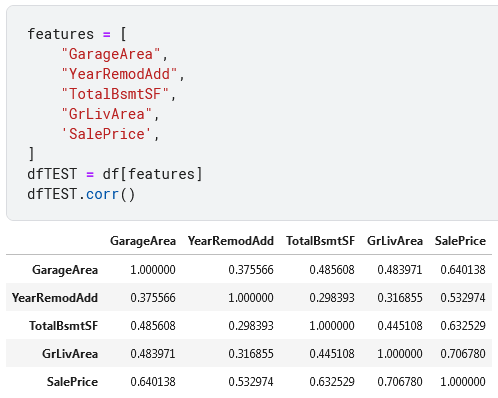 features = [
    "GarageArea",
    "YearRemodAdd",
    "TotalBsmtSF",
    "GrLivArea",
    'SalePrice',
]
dfTEST = df[features]
dfTEST.corr()
GarageArea YearRemodAdd TotalBsmtSF GrLivArea SalePrice
GarageArea 1.000000 0.375566 0.485608 0.483971 0.640138
YearRemodAdd 0.375566 1.000000 0.298393 0.316855 0.532974
TotalBsmtSF 0.485608 0.298393 1.000000 0.445108 0.632529
GrLivArea 0.483971 0.316855 0.445108 1.000000 0.706780
SalePrice 0.640138 0.532974 0.632529 0.706780 1.000000